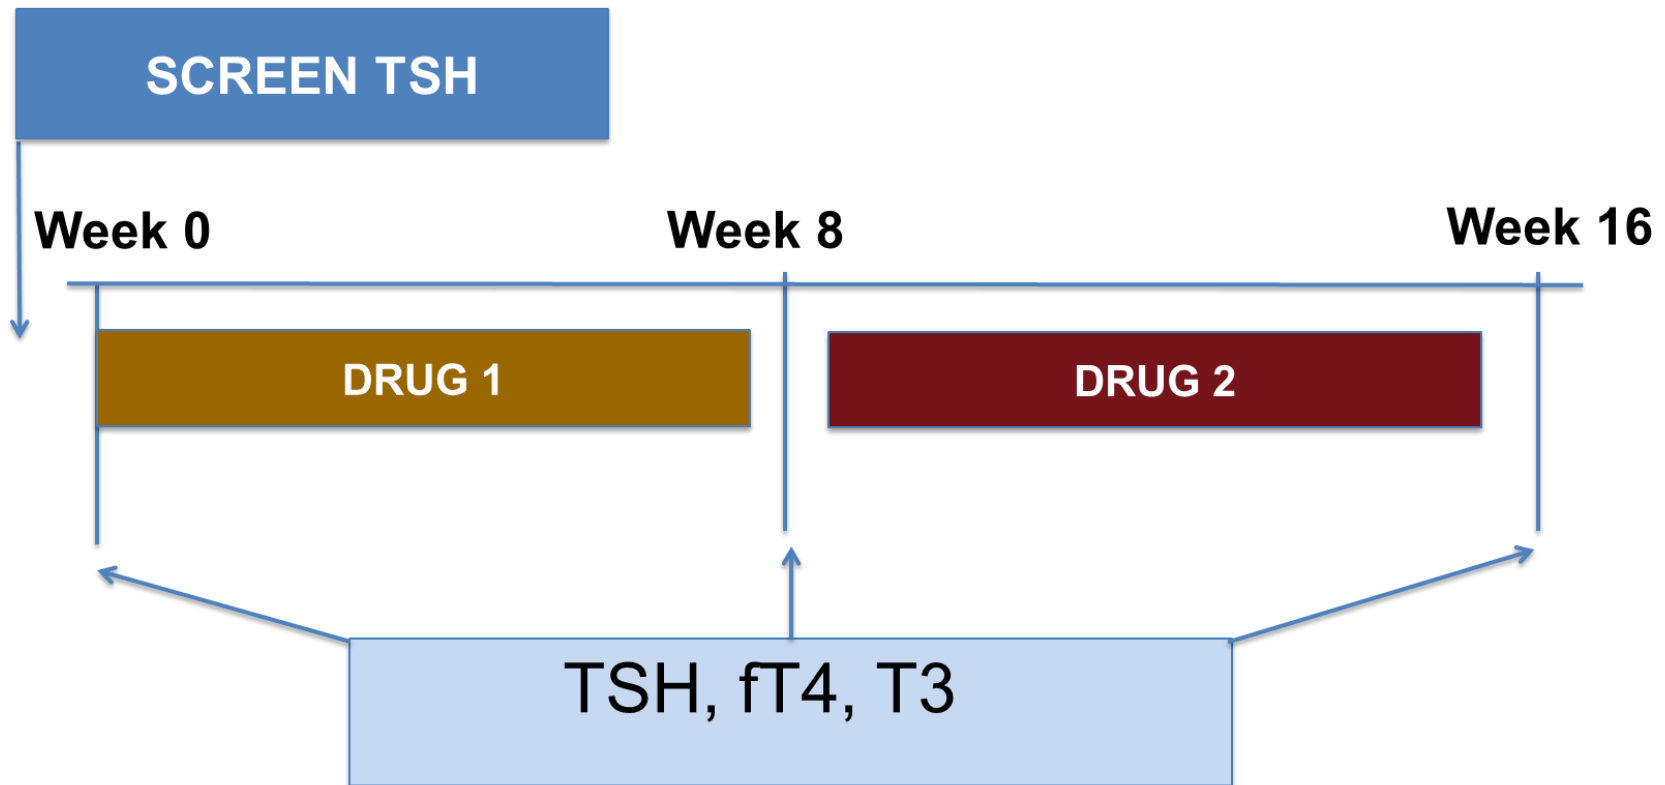 SCREEN TSH
Week 0
Week 8
Week 16
DRUG 1
DRUG 2
TSH, fT4, T3